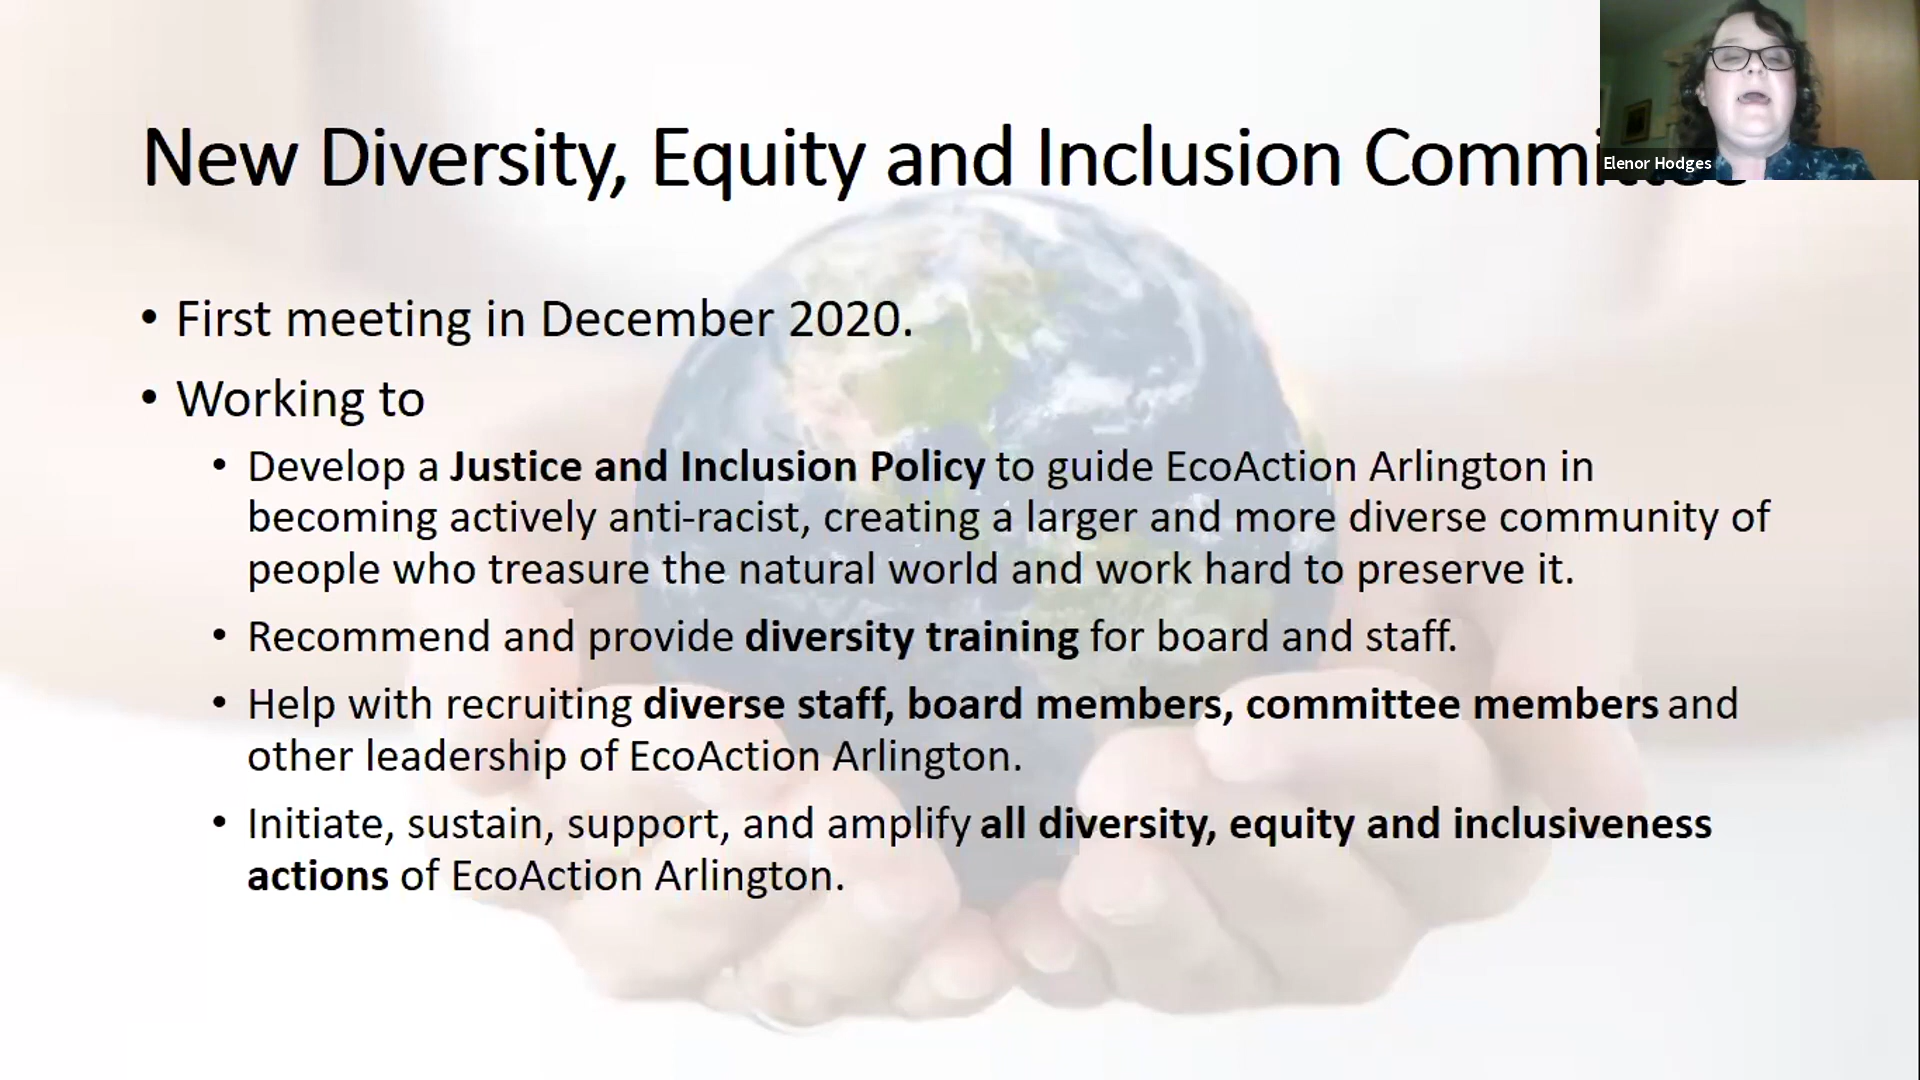 New Diversity, Equity and Inclusion
Elenor Hodges
• First meeting in December 2020.
• Working to
• Develop a Justice and Inclusion Policy to guide EcoAction Arlington in
becoming actively anti-racist, creating a larger and more diverse community of
people who treasure the natural world and work hard to preserve it.
• Recommend and provide diversity training for board and staff.
• Help with recruiting diverse staff, board members, committee members and
other leadership of EcoAction Arlington.
• Initiate, sustain, support, and amplify all diversity, equity and inclusiveness
actions of EcoAction Arlington.